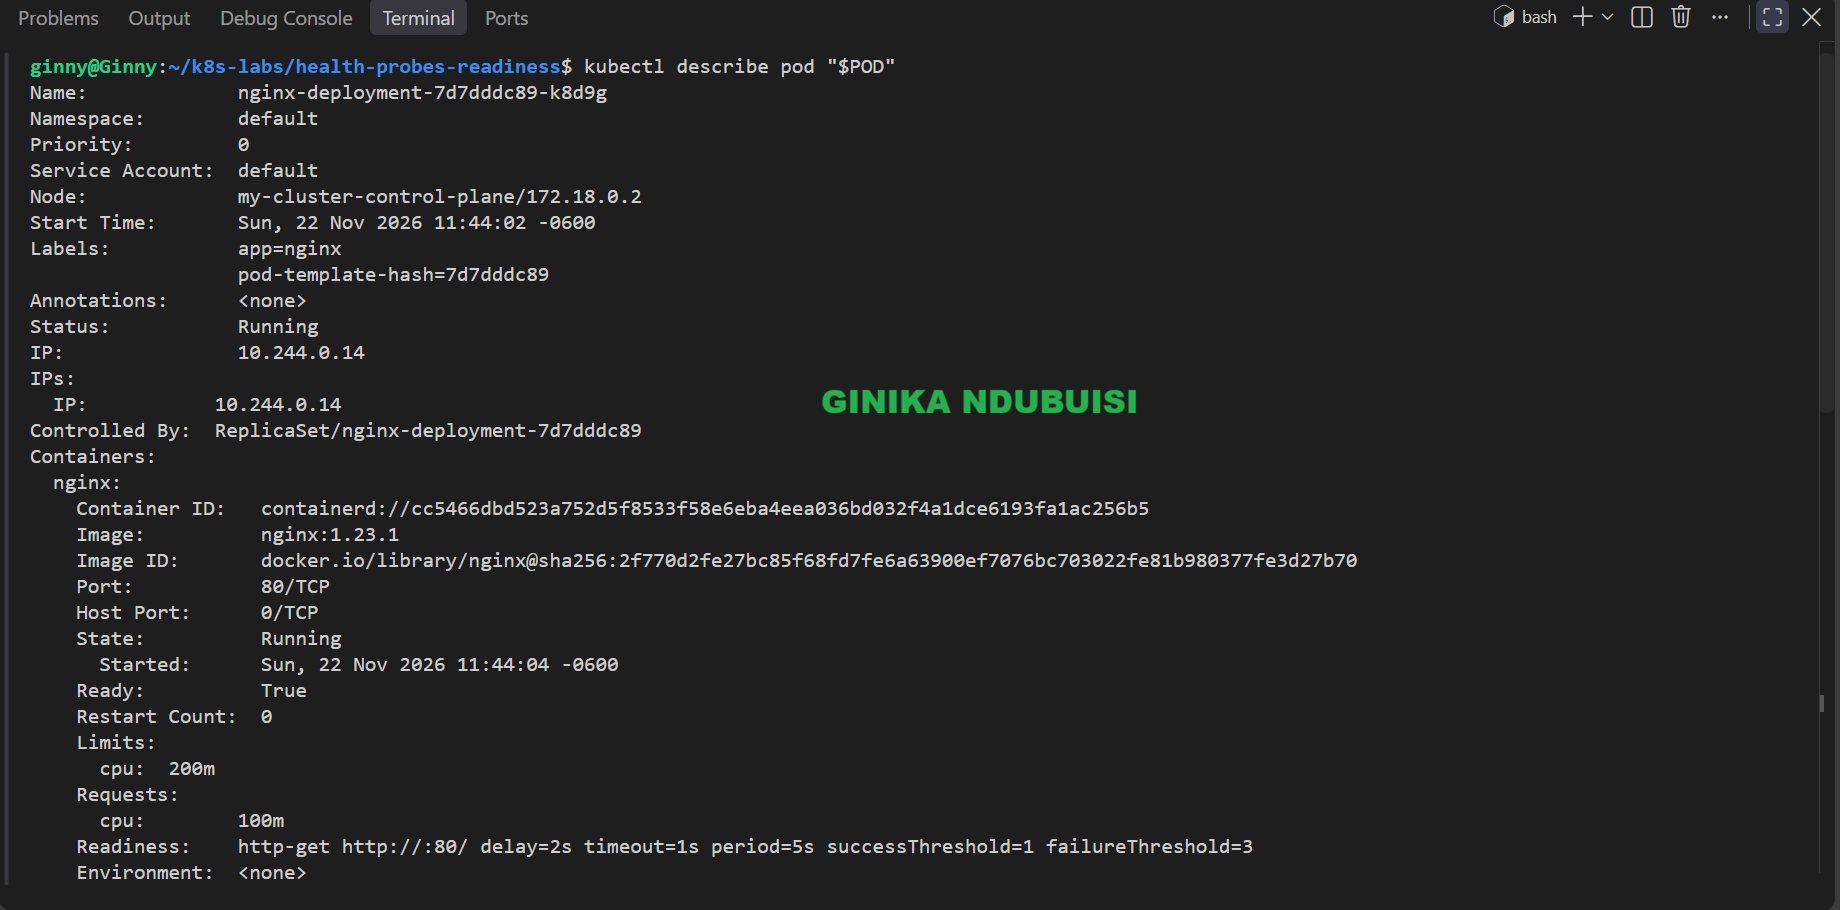 Problems Output Debug Console Terminal Ports bash
ginny@Ginny:~/k8s-labs/health-probes-readiness$ kubectl describe pod "$POD"
Name: nginx-deployment-7d7dddc89-k8d9g
Namespace: default
Priority: 0
Service Account: default
Node: my-cluster-control-plane/172.18.0.2
Start Time: Sun, 22 Nov 2026 11:44:02 -0600
Labels: app=nginx
pod-template-hash=7d7dddc89
Annotations: <none>
Status: Running
IP: 10.244.0.14
IPs:
IP: 10.244.0.14
GINIKA NDUBUISI
Controlled By: ReplicaSet/nginx-deployment-7d7dddc89
Containers:
nginx:
Container ID: containerd://cc5466dbd523a752d5f8533f58e6eba4eea036bd032f4a1dce6193fa1ac256b5
Image: nginx:1.23.1
Image ID: docker.io/library/nginx@sha256:2f770d2fe27bc85f68fd7fe6a63900ef7076bc703022fe81b980377fe3d27b70
Port: 80/TCP
Host Port: 0/TCP
State: Running
Started: Sun, 22 Nov 2026 11:44:04 -0600
Ready: True
Restart Count: 0
Limits:
cpu: 200m
Requests:
cpu: 100m
Readiness: http-get http://:80/ delay=2s timeout=1s period=5s successThreshold=1 failureThreshold=3
Environment: <none>